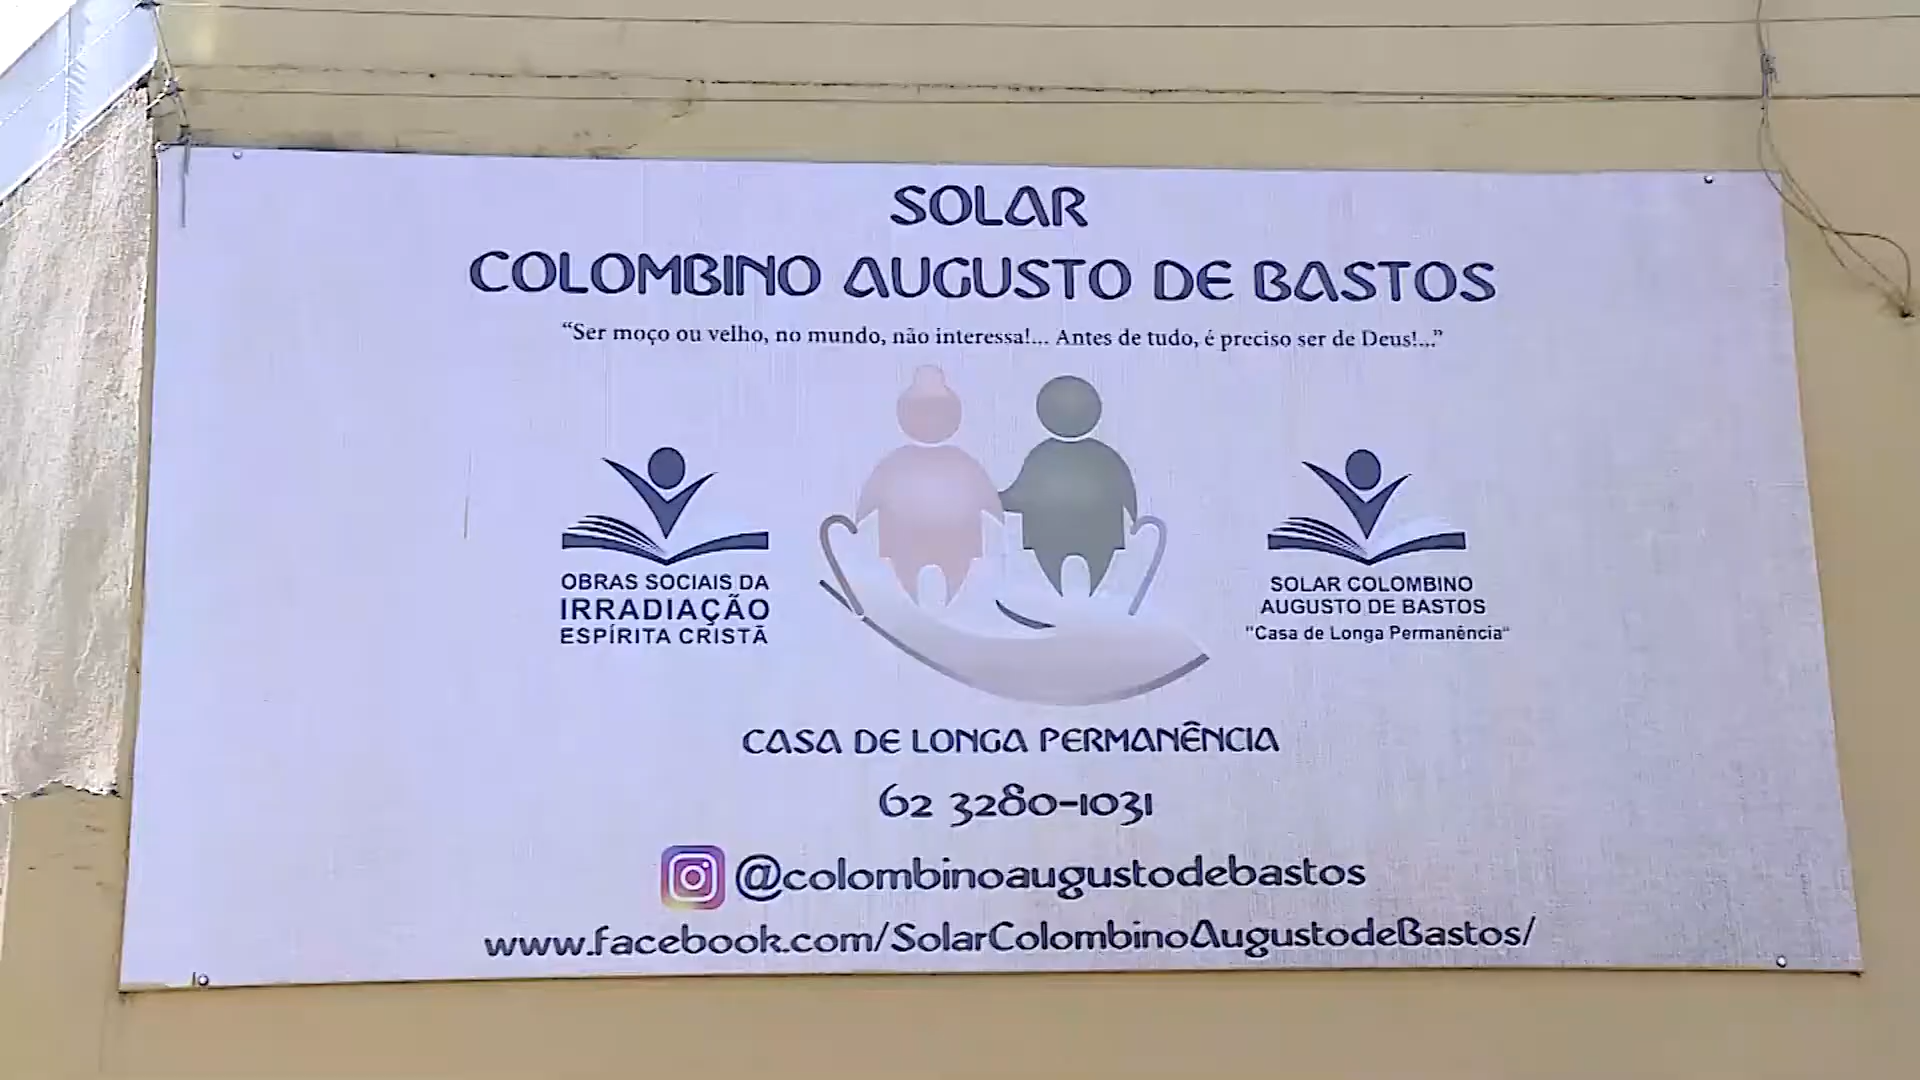 SOLAR
COLOMBINO AUGUSTO DE BASTOS
“Ser moço ou velho, no mundo, não interessa!... Antes de tudo, é preciso ser de Deus!...”
OBRAS SOCIAIS DA
IRRADIAÇÃO
ESPÍRITA CRISTÃ
SOLAR COLOMBINO
AUGUSTO DE BASTOS
"Casa de Longa Permanência"
CASA DE LONGA PERMANÊNCIA
62 3280-1031
@colombinoaugustodebastos
www.facebook.com/SolarColombinoAugustodeBastos/